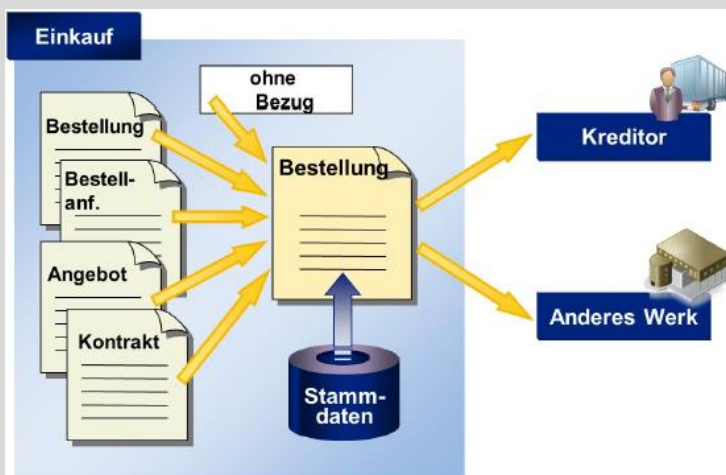 Einkauf
ohne
Bezug
Bestellung
Bestell-
anf.
Angebot
Kontrakt
Bestellung
Stamm-
daten
Kreditor
Anderes Werk